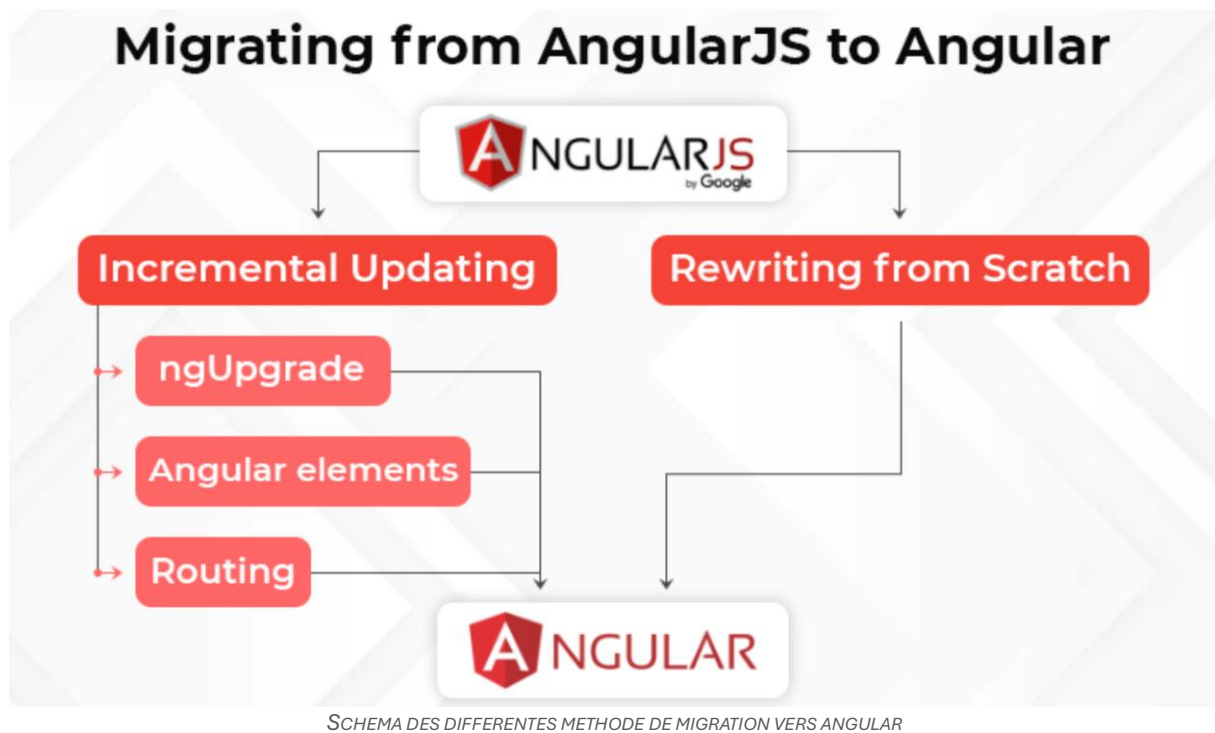 Migrating from AngularJS to Angular
ANGULARJS
by Google
Incremental Updating
Rewriting from Scratch
ngUpgrade
Angular elements
Routing
ANGULAR
SCHEMA DES DIFFERENTES METHODE DE MIGRATION VERS ANGULAR